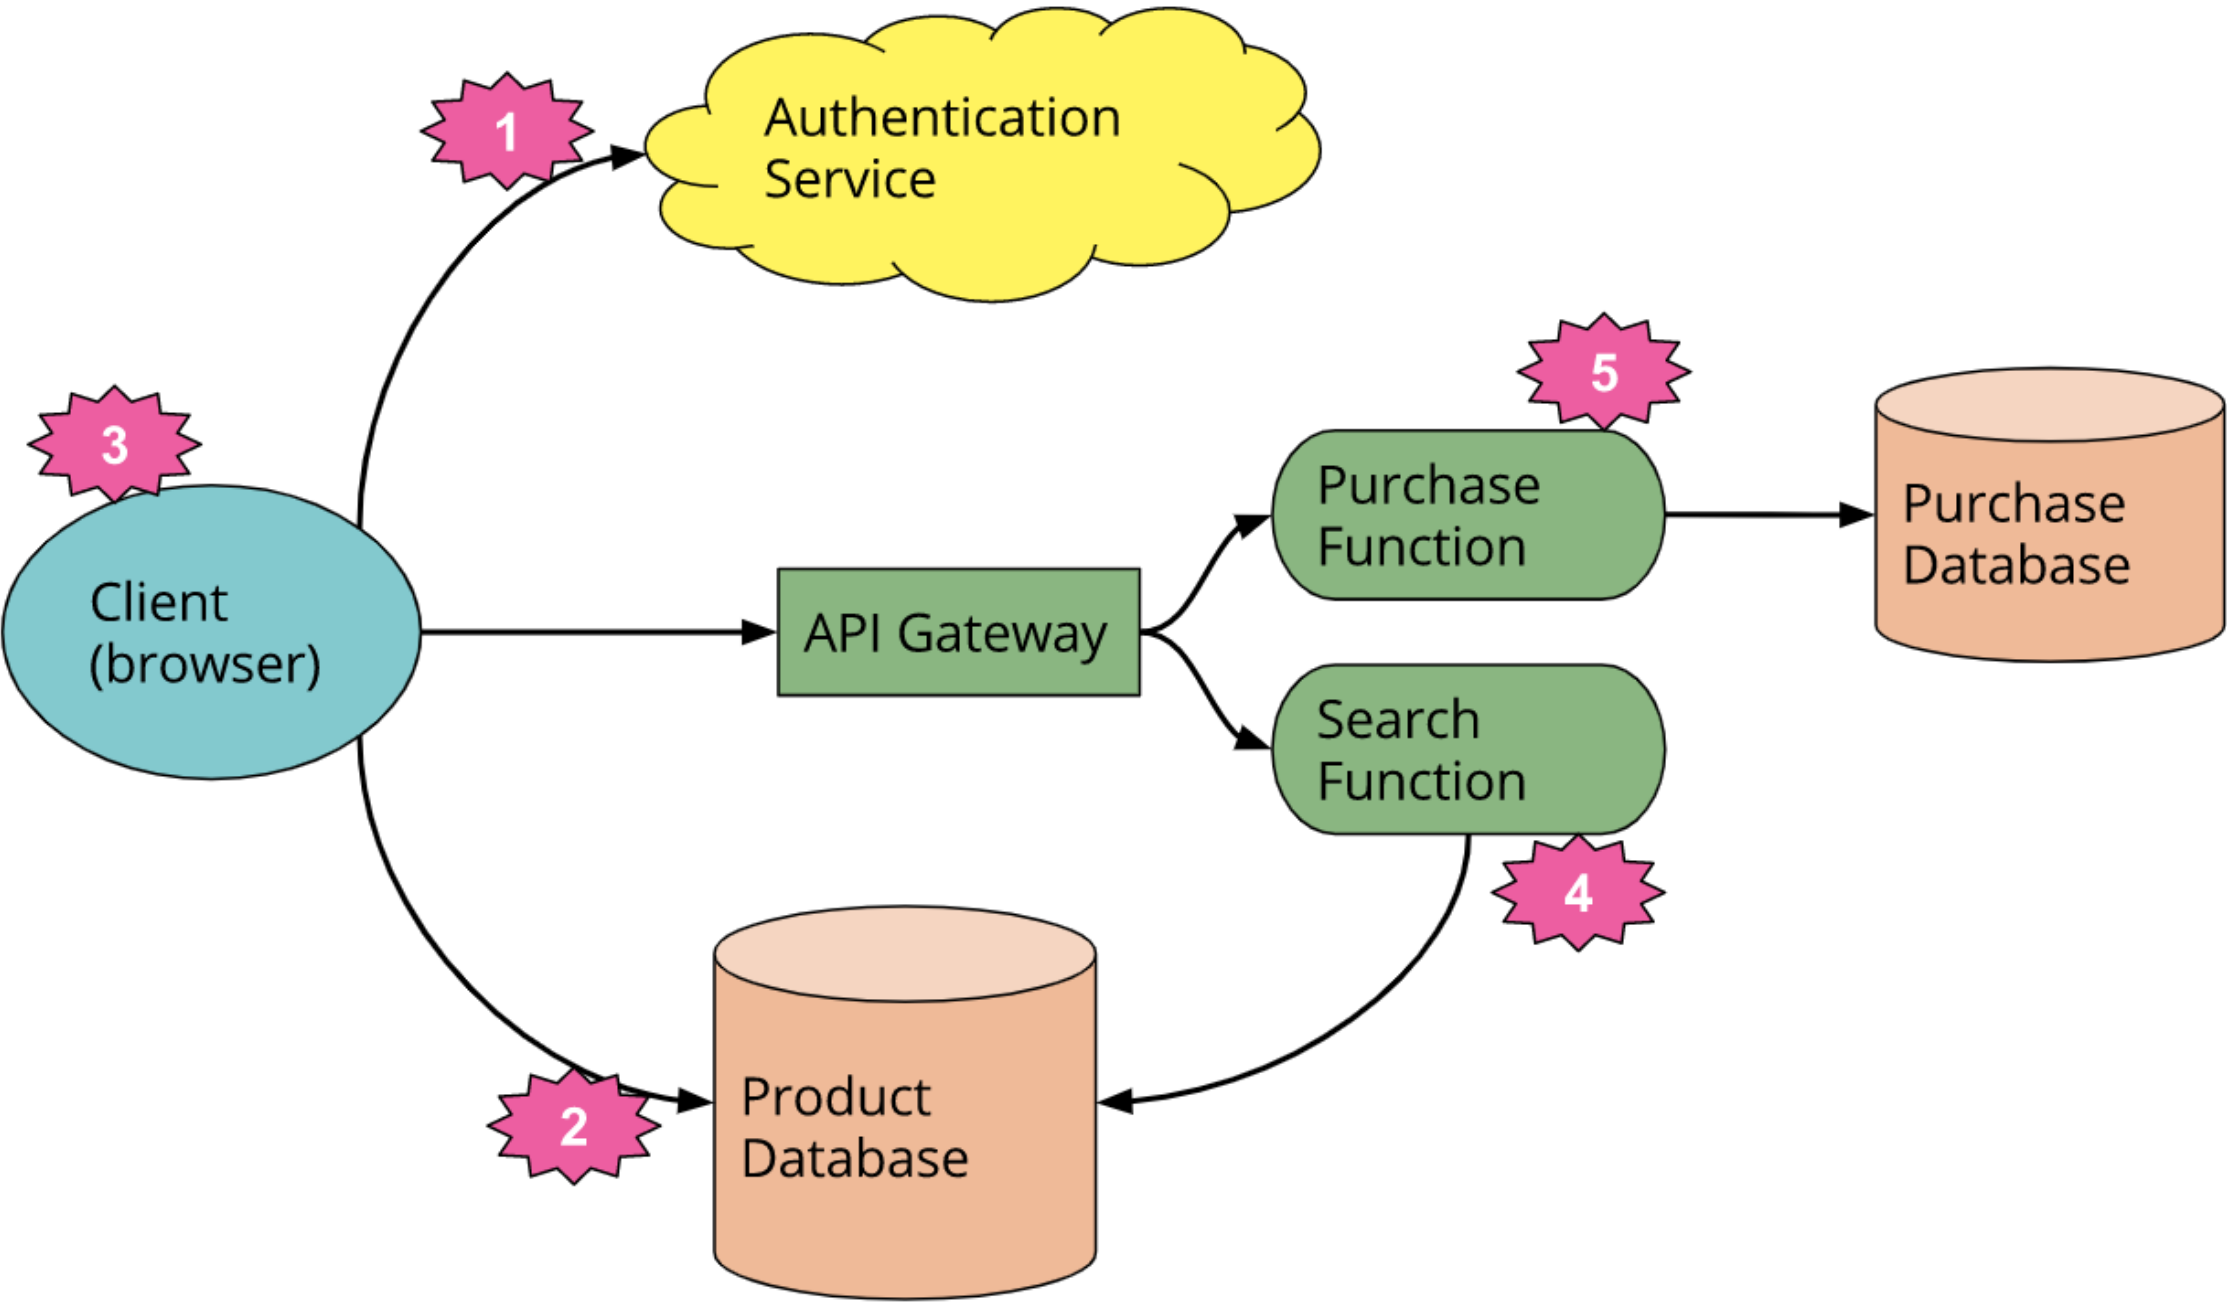 1
Authentication
Service
3
Client
(browser)
API Gateway
5
Purchase
Function
Purchase
Database
Search
Function
4
2
Product
Database